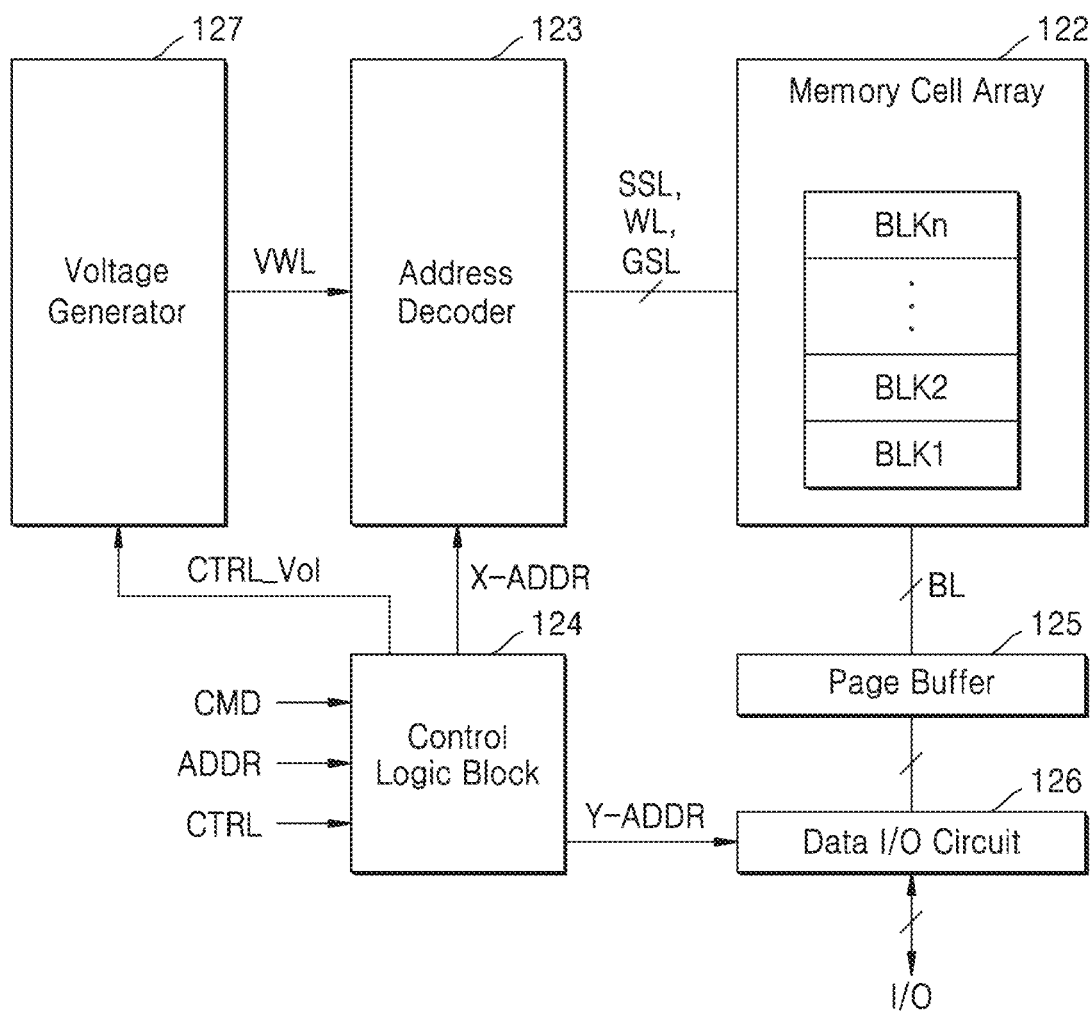 127
123
122
Memory Cell Array
SSL,
WL,
GSL
BLKn
Voltage
Generator
VWL
Address
Decoder
BLK2
BLK1
CTRL_Vol
X-ADDR
BL
124
125
Page Buffer
CMD
ADDR
CTRL
Control
Logic Block
Y-ADDR
126
Data I/O Circuit
I/O